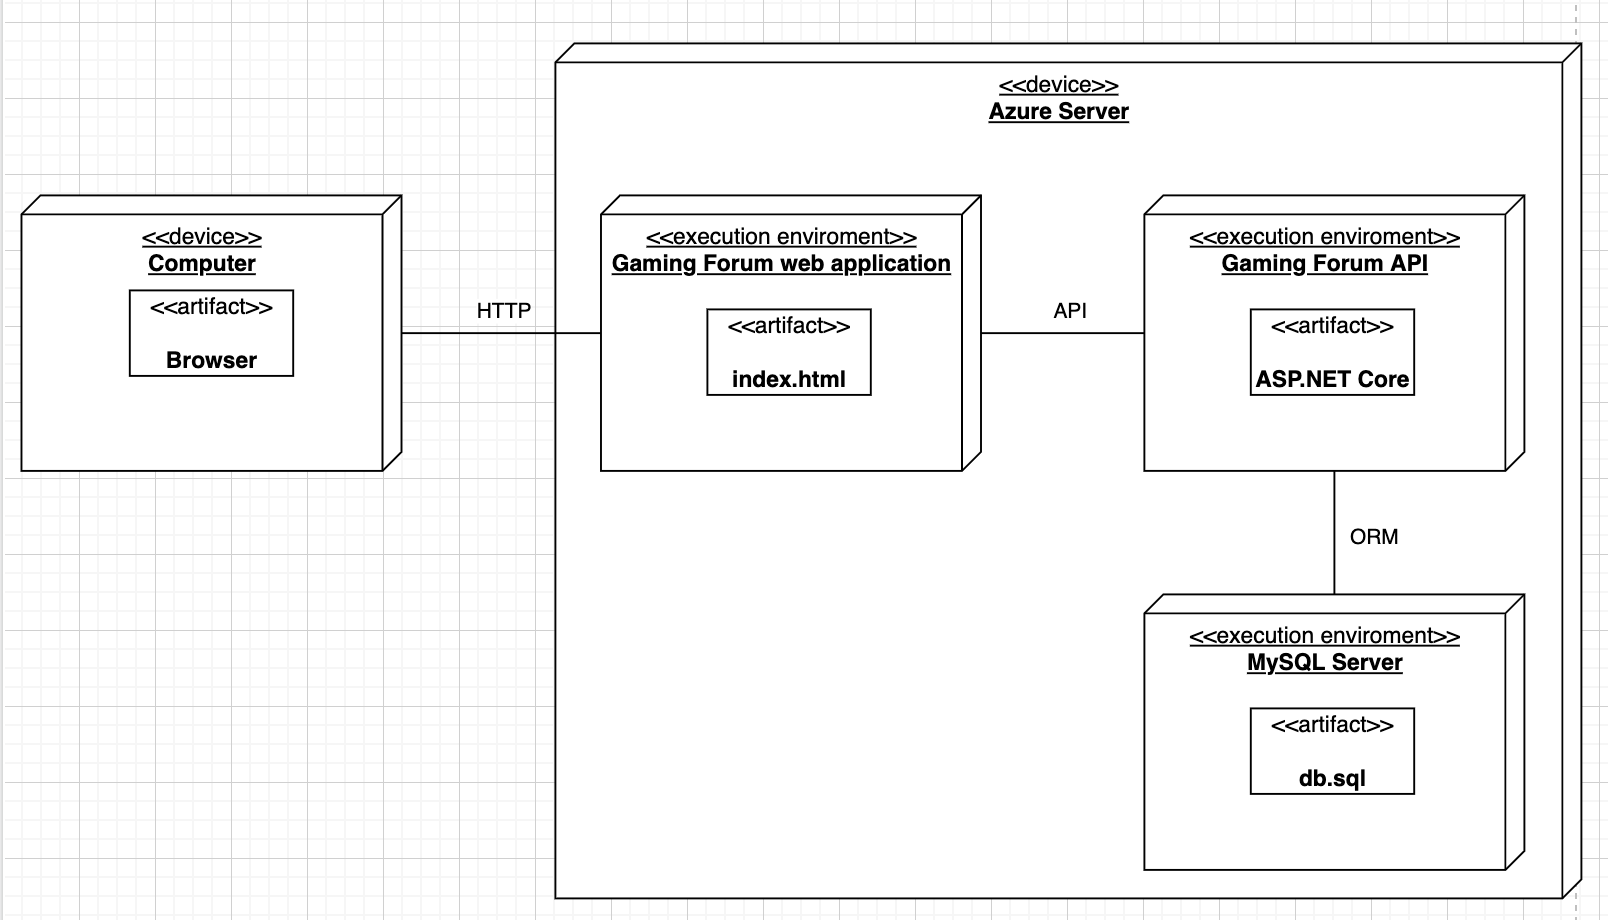 <<device>>
Azure Server
<<device>>
Computer
<<artifact>>
Browser
HTTP
<<execution enviroment>>
Gaming Forum web application
<<artifact>>
index.html
API
<<execution enviroment>>
Gaming Forum API
<<artifact>>
ASP.NET Core
ORM
<<execution enviroment>>
MySQL Server
<<artifact>>
db.sql